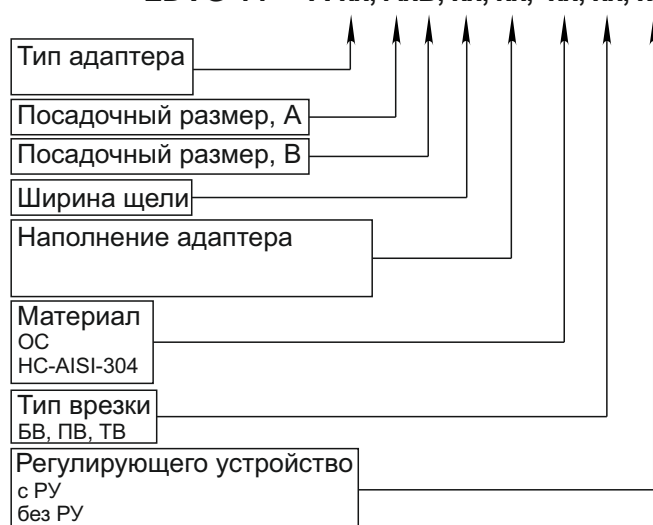 Тип адаптера
Посадочный размер, А
Посадочный размер, В
Ширина щели
Наполнение адаптера
Материал
ОС
НС-AISI-304
Тип врезки
БВ, ПВ, ТВ
Регулирующего устройство
с РУ
без РУ